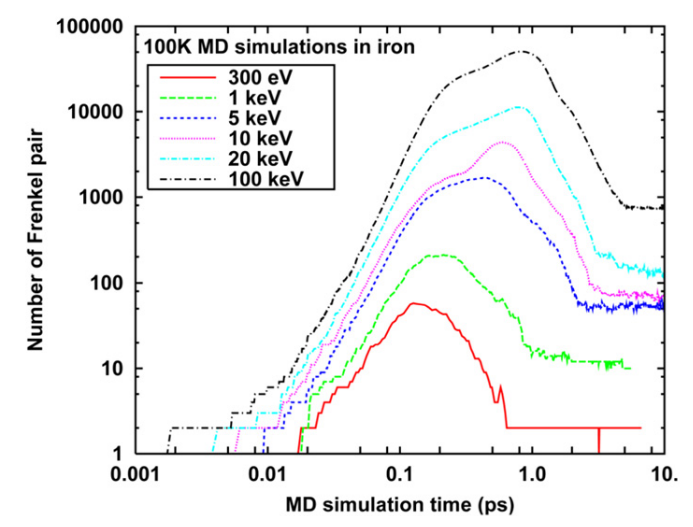 100000
10000
1000
100
10
1
Number of Frenkel pair
100K MD simulations in iron
300 eV
1 keV
5 keV
10 keV
20 keV
100 keV
0.001
0.01
0.1
1.0
10.
MD simulation time (ps)